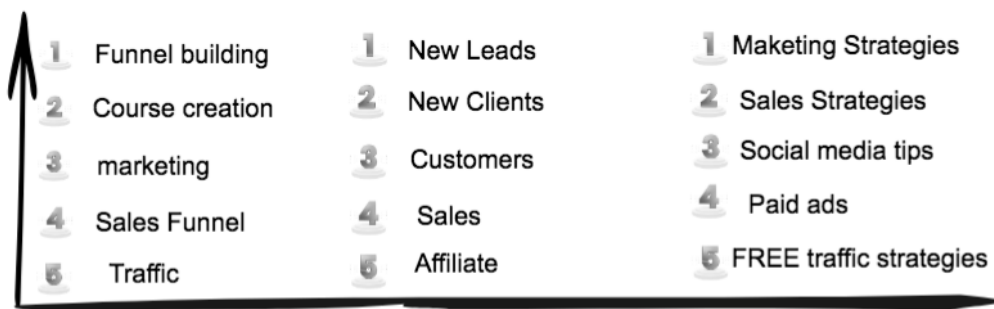 1 Funnel building
2 Course creation
3 marketing
4 Sales Funnel
5 Traffic
1 New Leads
2 New Clients
3 Customers
4 Sales
5 Affiliate
1 Maketing Strategies
2 Sales Strategies
3 Social media tips
4 Paid ads
5 FREE traffic strategies